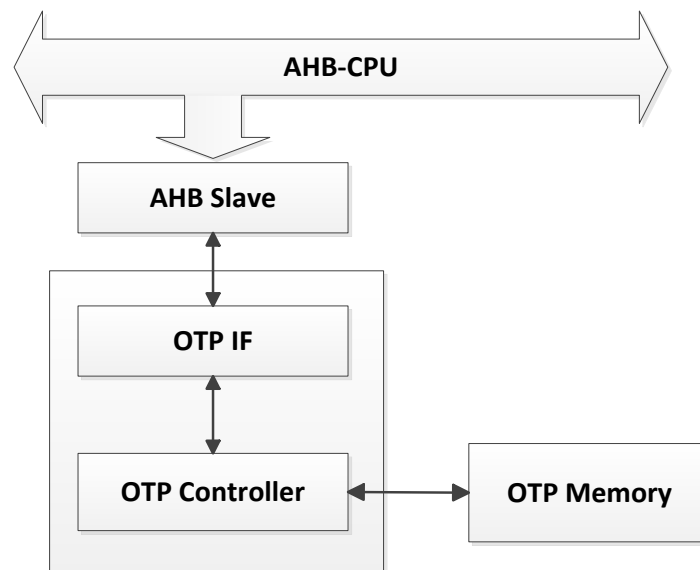 AHB-CPU
AHB Slave
OTP IF
OTP Controller
OTP Memory